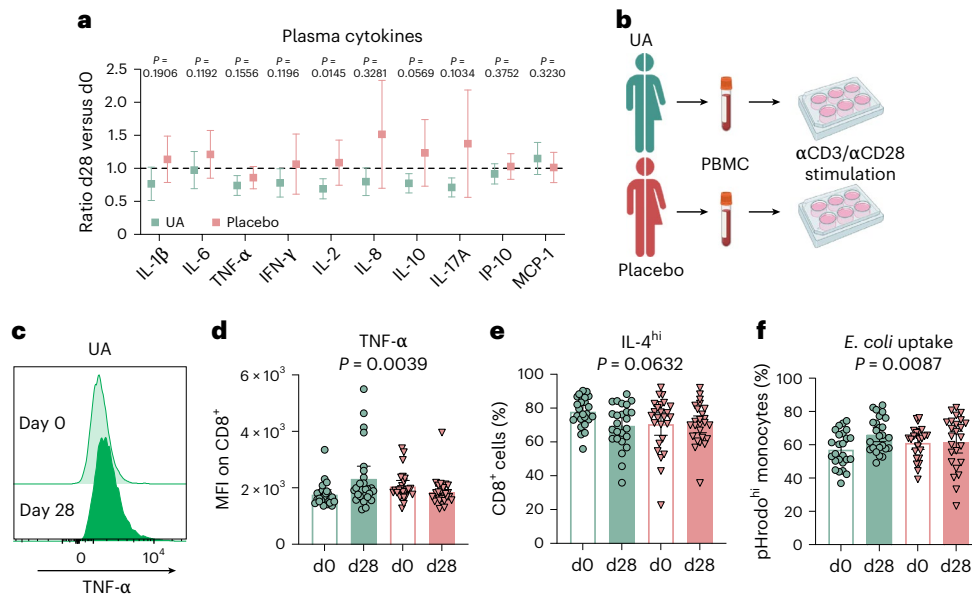 a
Plasma cytokines
P = 0.1906
P = 0.1192
P = 0.1556
P = 0.1196
P = 0.0145
P = 0.3281
P = 0.0569
P = 0.1034
P = 0.3752
P = 0.3230
Ratio d28 versus d0
2.5
2.0
1.5
1.0
0.5
0
UA
Placebo
IL-1β
IL-6
TNF-α
IFN-γ
IL-2
IL-8
IL-10
IL-17A
IP-10
MCP-1
b
UA
PBMC
αCD3/αCD28
stimulation
Placebo
c
UA
Day 0
Day 28
0
10⁴
TNF-α
d
TNF-α
P = 0.0039
MFI on CD8⁺
6 × 10³
4 × 10³
2 × 10³
0
d0
d28
d0
d28
e
IL-4ʰⁱ
P = 0.0632
CD8⁺ cells (%)
100
80
60
40
20
0
d0
d28
d0
d28
f
E. coli uptake
P = 0.0087
pHrodoʰⁱ monocytes (%)
100
80
60
40
20
0
d0
d28
d0
d28